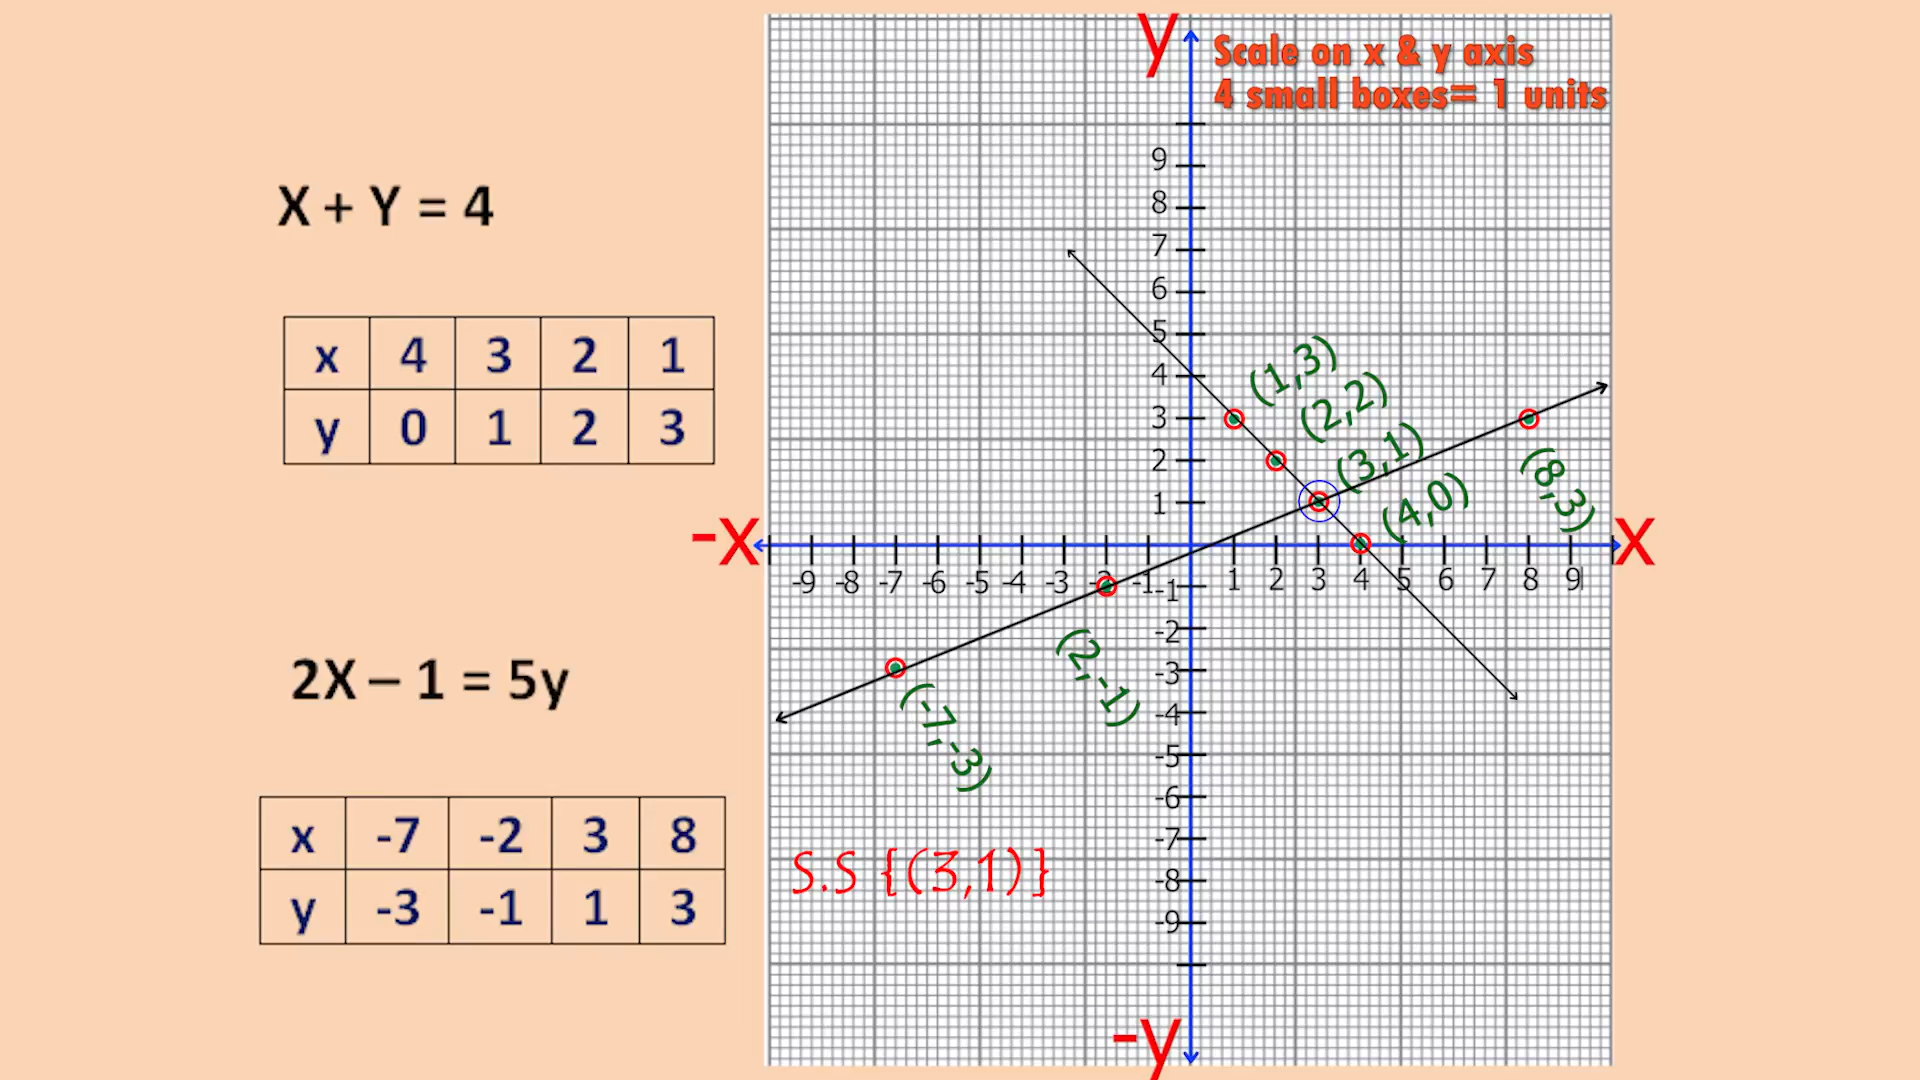 X + Y = 4
x 4 3 2 1
y 0 1 2 3
2X – 1 = 5y
x -7 -2 3 8
y -3 -1 1 3
y
Scale on x & y axis
4 small boxes= 1 units
9
8
7
6
5
4
3
2
1
(1,3)
(2,2)
(3,1)
(4,0)
(8,3)
-X
X
-9 -8 -7 -6 -5 -4 -3 -2 -1 1 2 3 4 5 6 7 8 9
-1
-2
-3
-4
-5
-6
-7
-8
-9
(2,-1)
(-7,-3)
S.S {(3,1)}
-y